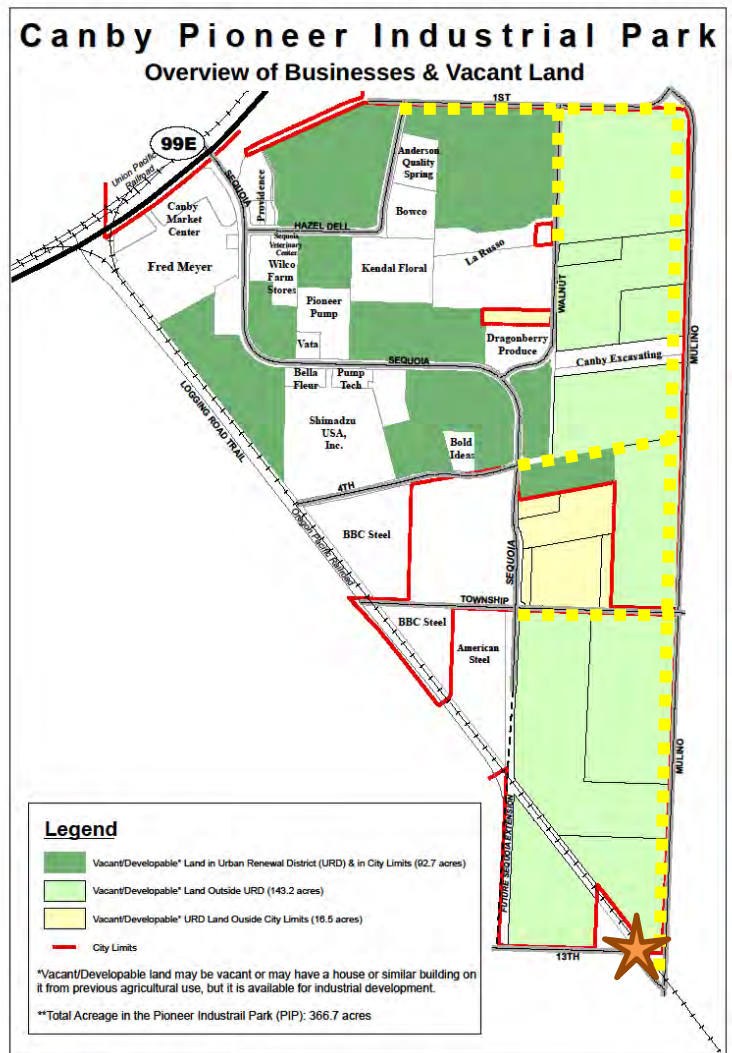 Canby Pioneer Industrial Park
Overview of Businesses & Vacant Land
1ST
99E
Union Pacific
Railroad
SEQUOIA
Providence
Anderson
Quality
Spring
Canby
Market
Center
Bowco
HAZEL DELL
Sequoia
Veterinary
Center
Fred Meyer
Wilco
Farm
Stores
Kendal Floral
La Russo
WALNUT
Pioneer
Pump
Vata
Dragonberry
Produce
Canby Excavating
MULINO
SEQUOIA
Bella
Fleur
Pump
Tech
LOGGING ROAD TRAIL
Shimadzu
USA,
Inc.
Bold
Ideas
4TH
Oregon Pacific Railroad
BBC Steel
SEQUOIA
TOWNSHIP
BBC Steel
American
Steel
MULINO
FUTURE SEQUOIA EXTENSION
13TH
Legend
Vacant/Developable* Land in Urban Renewal District (URD) & in City Limits (92.7 acres)
Vacant/Developable* Land Outside URD (143.2 acres)
Vacant/Developable* URD Land Ouside City Limits (16.5 acres)
City Limits
*Vacant/Developable land may be vacant or may have a house or similar building on
it from previous agricultural use, but it is available for industrial development.
**Total Acreage in the Pioneer Industrail Park (PIP): 366.7 acres